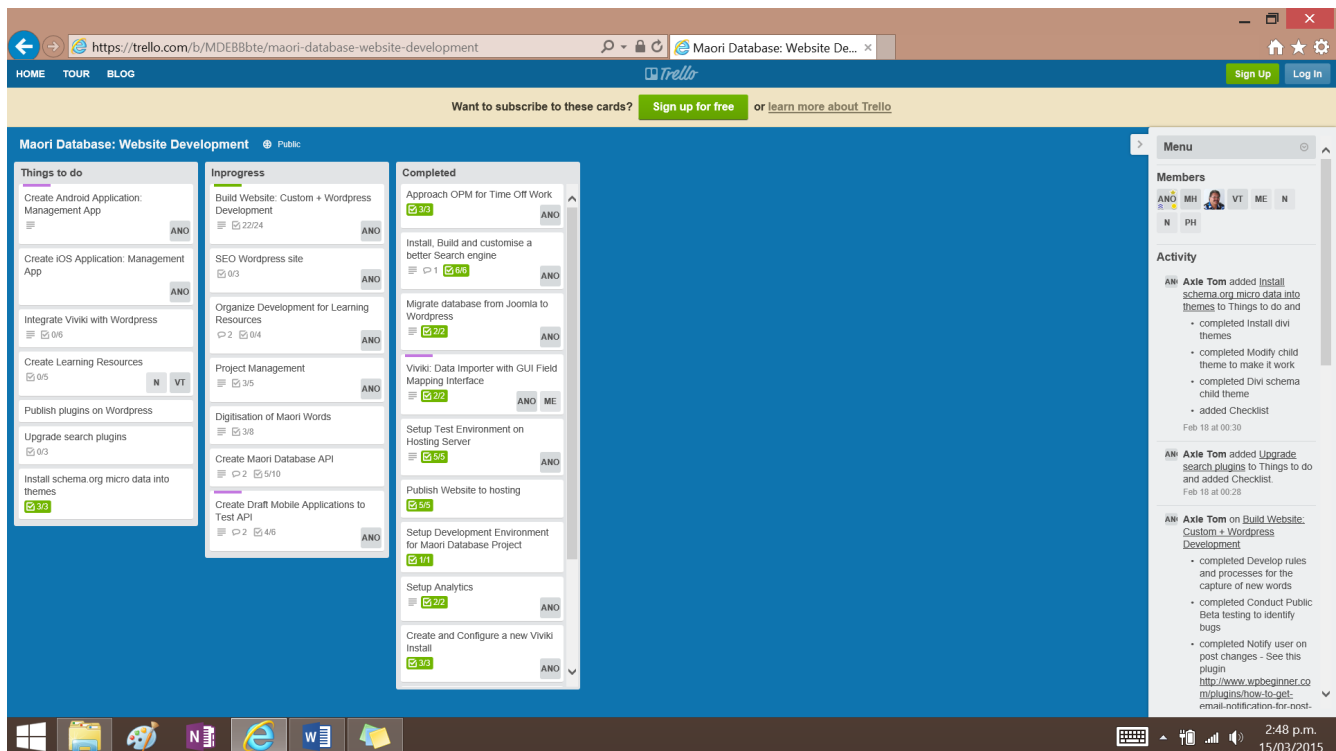 https://trello.com/b/MDEBBbte/maori-database-website-development
Maori Database: Website De...
HOME TOUR BLOG
Trello
Sign Up Log In
Want to subscribe to these cards? Sign up for free or learn more about Trello
Maori Database: Website Development Public
Things to do
Create Android Application:
Management App
ANO
Create iOS Application: Management
App
ANO
Integrate Viviki with Wordpress
0/6
Create Learning Resources
0/5
N VT
Publish plugins on Wordpress
Upgrade search plugins
0/3
Install schema.org micro data into
themes
3/3
Inprogress
Build Website: Custom + Wordpress
Development
22/24
ANO
SEO Wordpress site
0/3
ANO
Organize Development for Learning
Resources
2 0/4
ANO
Project Management
3/5
ANO
Digitisation of Maori Words
3/8
Create Maori Database API
2 5/10
Create Draft Mobile Applications to
Test API
2 4/6
ANO
Completed
Approach OPM for Time Off Work
3/3
ANO
Install, Build and customise a
better Search engine
1 6/6
ANO
Migrate database from Joomla to
Wordpress
2/2
ANO
Viviki: Data Importer with GUI Field
Mapping Interface
2/2
ANO ME
Setup Test Environment on
Hosting Server
5/5
ANO
Publish Website to hosting
5/5
Setup Development Environment
for Maori Database Project
1/1
Setup Analytics
2/2
ANO
Create and Configure a new Viviki
Install
3/3
ANO
Menu
Members
ANO MH VT ME N
N PH
Activity
AN Axle Tom added Install
schema.org micro data into
themes to Things to do and
• completed Install divi
themes
• completed Modify child
theme to make it work
• completed Divi schema
child theme
• added Checklist
Feb 18 at 00:30
AN Axle Tom added Upgrade
search plugins to Things to do
and added Checklist.
Feb 18 at 00:28
AN Axle Tom on Build Website:
Custom + Wordpress
Development
• completed Develop rules
and processes for the
capture of new words
• completed Conduct Public
Beta testing to identify
bugs
• completed Notify user on
post changes - See this
plugin
http://www.wpbeginner.co
m/plugins/how-to-get-
email-notification-for-post-
2:48 p.m.
15/03/2015